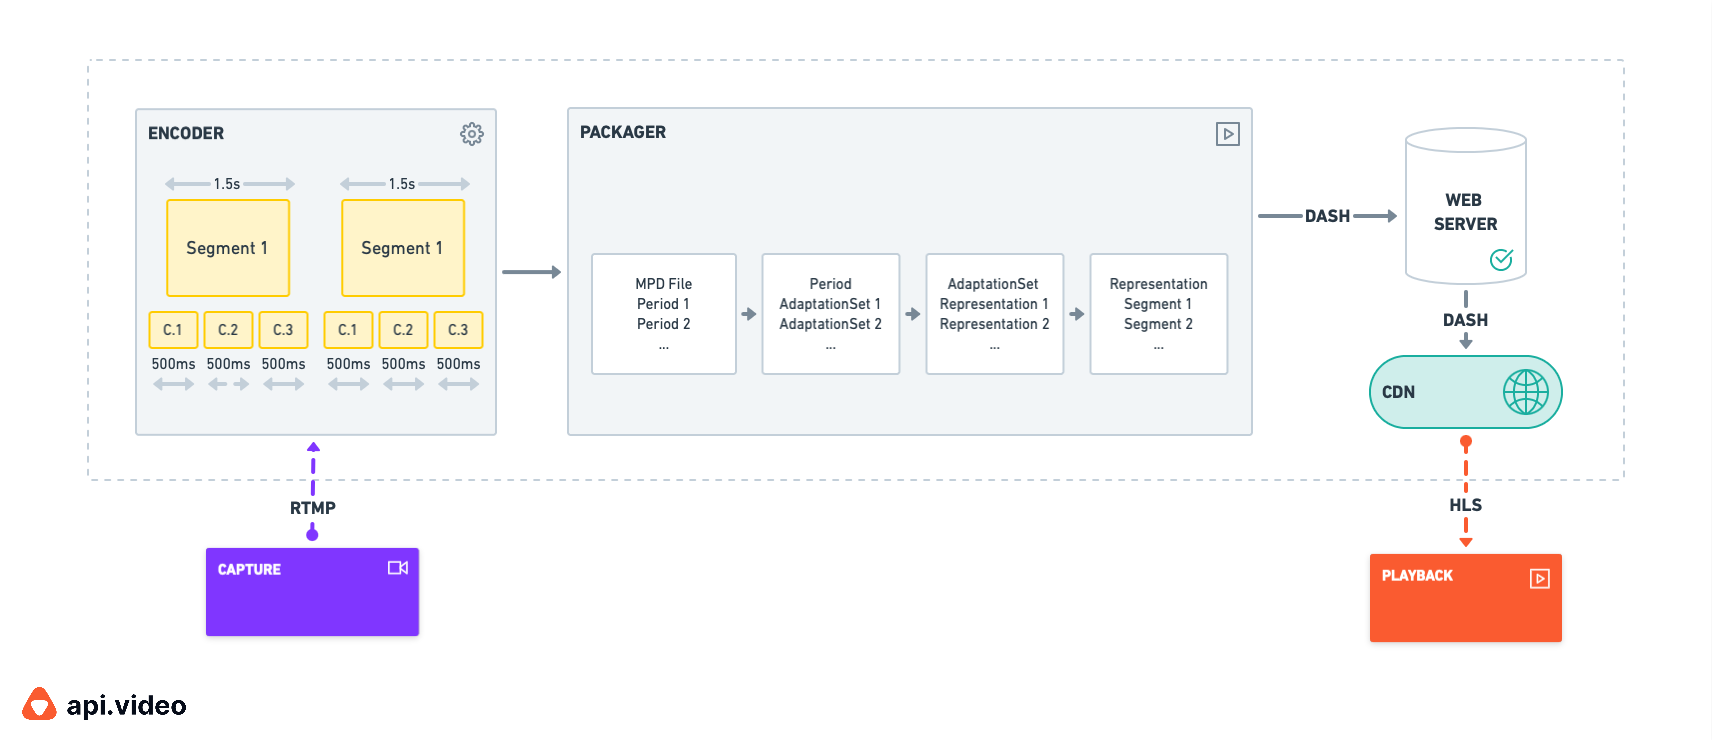 ENCODER
1.5s
1.5s
Segment 1
Segment 1
C.1
C.2
C.3
C.1
C.2
C.3
500ms
500ms
500ms
500ms
500ms
500ms
PACKAGER
MPD File
Period 1
Period 2
...
Period
AdaptationSet 1
AdaptationSet 2
...
AdaptationSet
Representation 1
Representation 2
...
Representation
Segment 1
Segment 2
...
DASH
WEB
SERVER
DASH
CDN
RTMP
HLS
CAPTURE
PLAYBACK
api.video